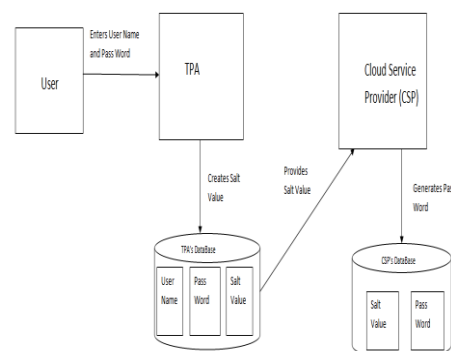 Enters User Name
and Pass Word
User
TPA
Cloud Service
Provider (CSP)
Creates Salt
Value
Provides
Salt Value
Generates Pas
Word
TPA's DataBase
User
Name
Pass
Word
Salt
Value
CSP's DataBase
Salt
Value
Pass
Word